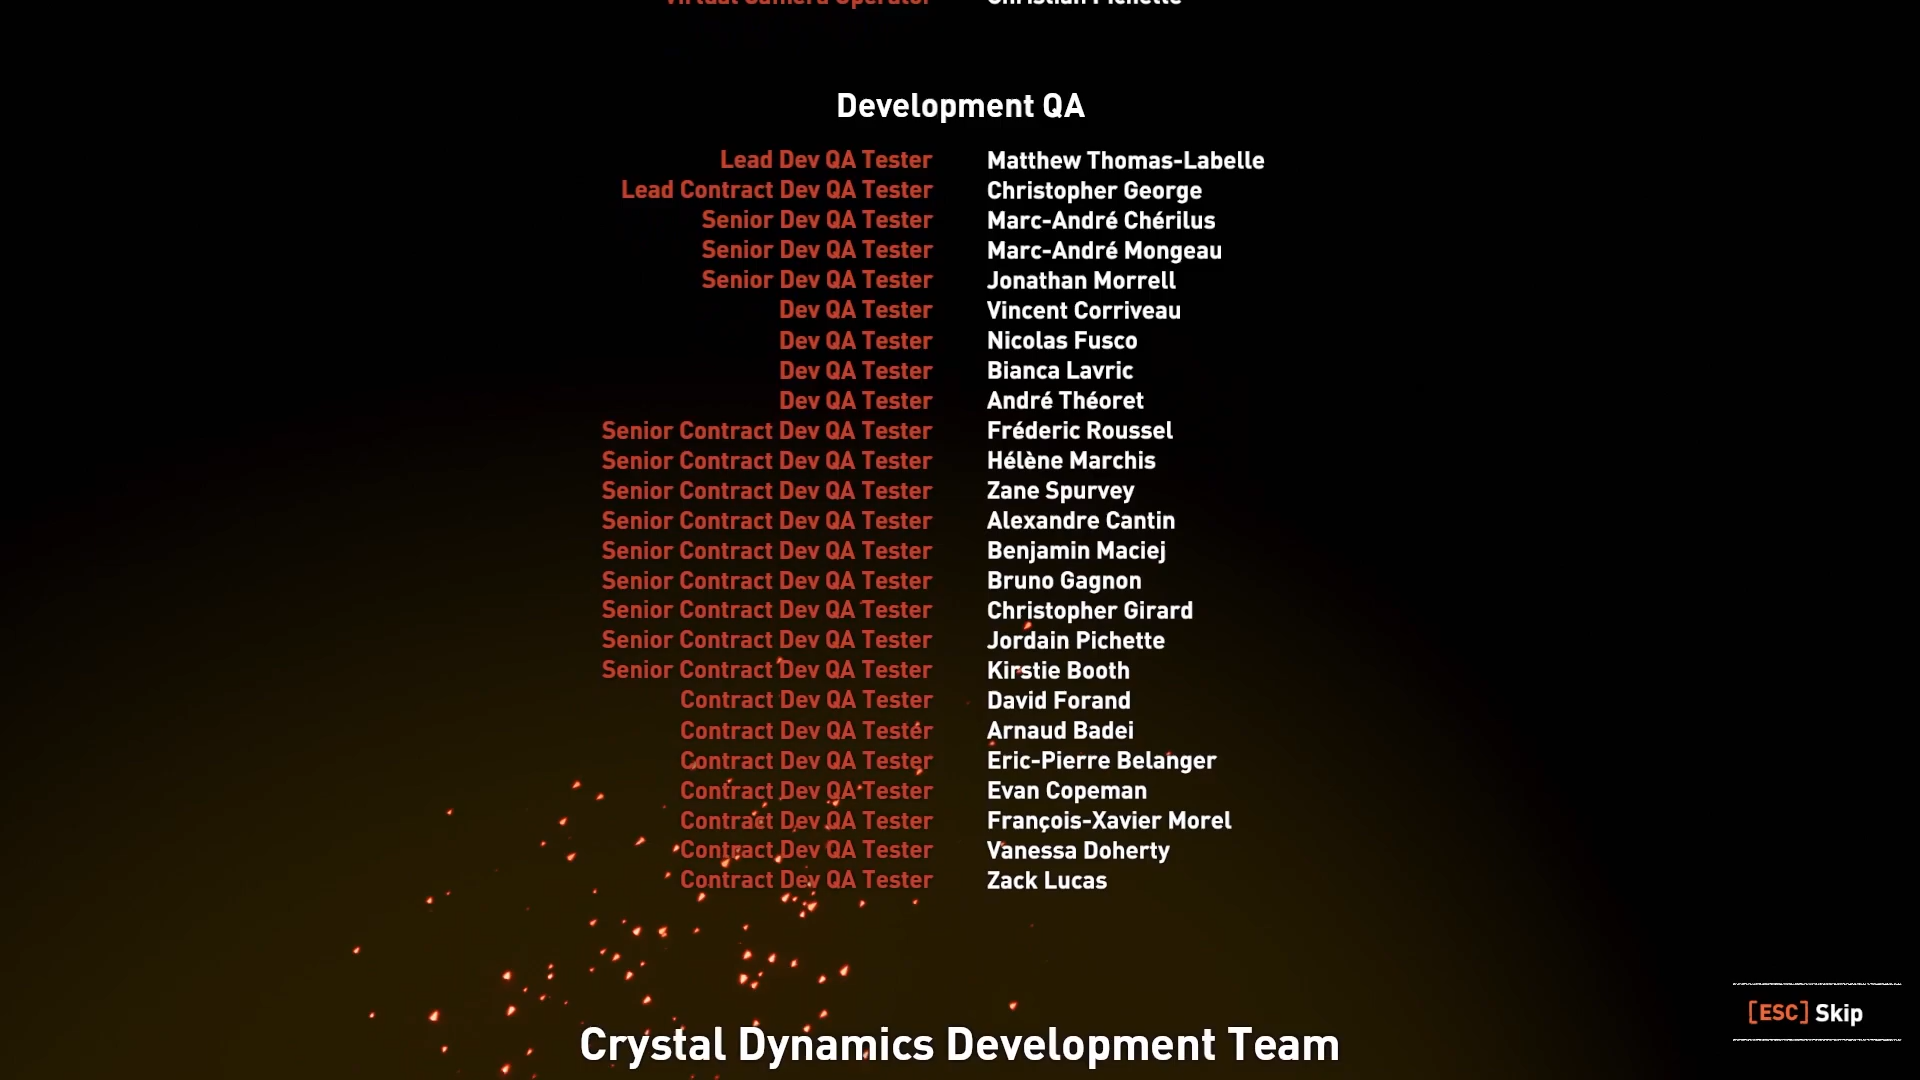 Virtual Camera Operator Christian Pichette
Development QA
Lead Dev QA Tester Matthew Thomas-Labelle
Lead Contract Dev QA Tester Christopher George
Senior Dev QA Tester Marc-André Chérilus
Senior Dev QA Tester Marc-André Mongeau
Senior Dev QA Tester Jonathan Morrell
Dev QA Tester Vincent Corriveau
Dev QA Tester Nicolas Fusco
Dev QA Tester Bianca Lavric
Dev QA Tester André Théoret
Senior Contract Dev QA Tester Fréderic Roussel
Senior Contract Dev QA Tester Hélène Marchis
Senior Contract Dev QA Tester Zane Spurvey
Senior Contract Dev QA Tester Alexandre Cantin
Senior Contract Dev QA Tester Benjamin Maciej
Senior Contract Dev QA Tester Bruno Gagnon
Senior Contract Dev QA Tester Christopher Girard
Senior Contract Dev QA Tester Jordain Pichette
Senior Contract Dev QA Tester Kirstie Booth
Contract Dev QA Tester David Forand
Contract Dev QA Tester Arnaud Badei
Contract Dev QA Tester Eric-Pierre Belanger
Contract Dev QA Tester Evan Copeman
Contract Dev QA Tester François-Xavier Morel
Contract Dev QA Tester Vanessa Doherty
Contract Dev QA Tester Zack Lucas
[ESC] Skip
Crystal Dynamics Development Team